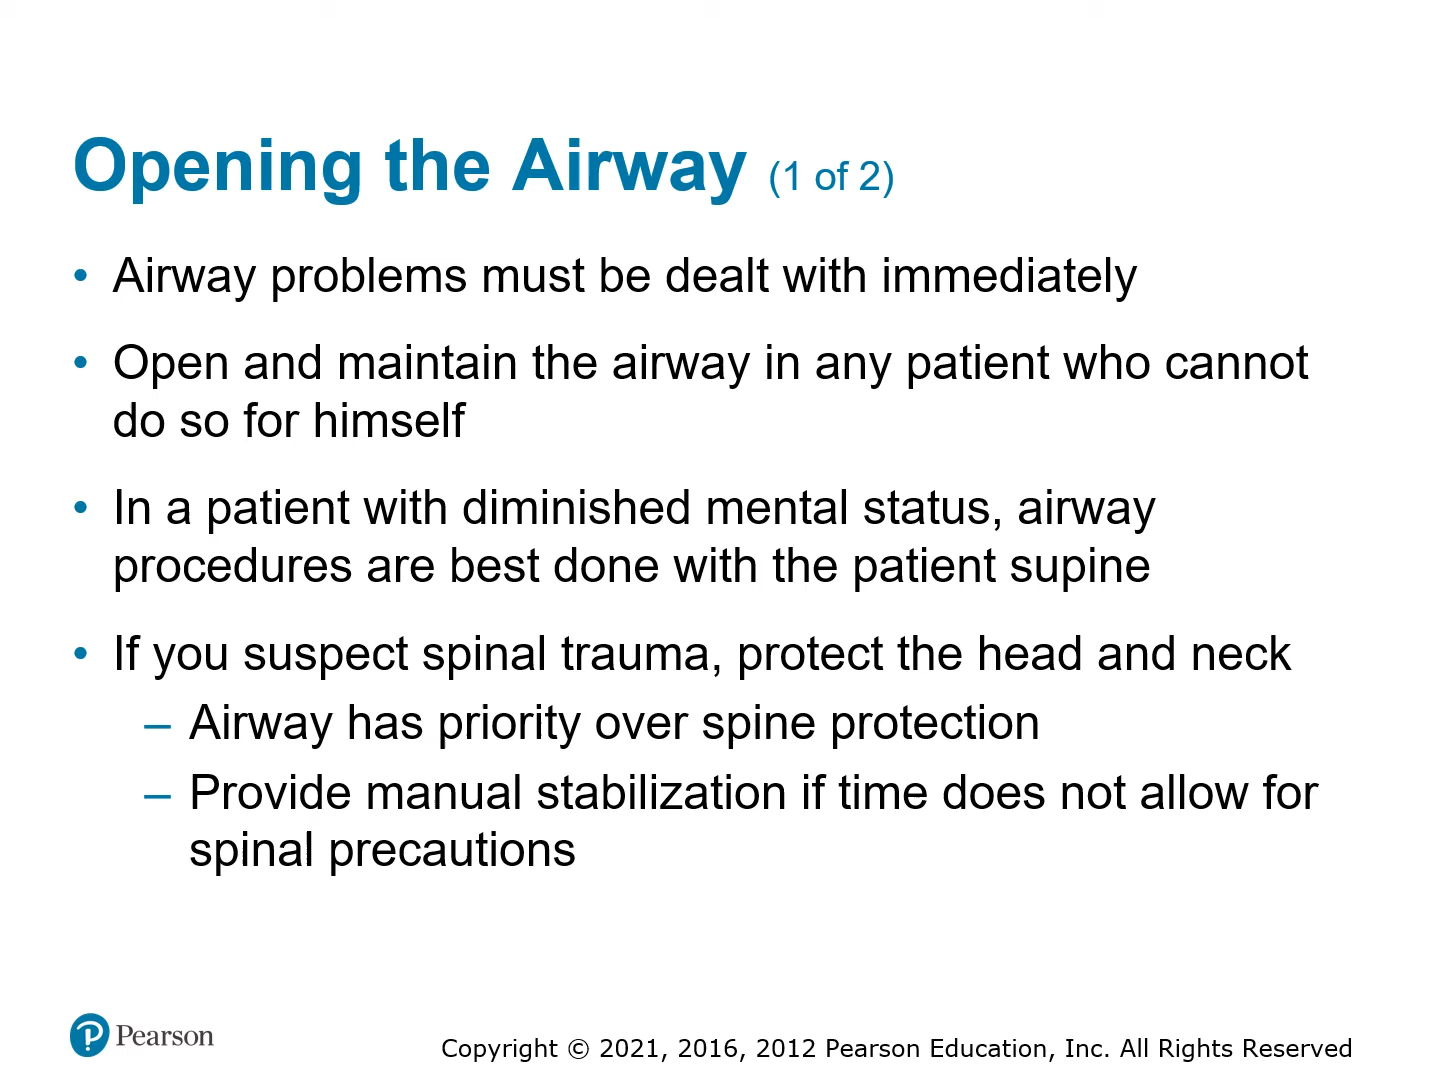 Opening the Airway (1 of 2)
• Airway problems must be dealt with immediately
• Open and maintain the airway in any patient who cannot
do so for himself
• In a patient with diminished mental status, airway
procedures are best done with the patient supine
• If you suspect spinal trauma, protect the head and neck
– Airway has priority over spine protection
– Provide manual stabilization if time does not allow for
spinal precautions
Pearson
Copyright © 2021, 2016, 2012 Pearson Education, Inc. All Rights Reserved